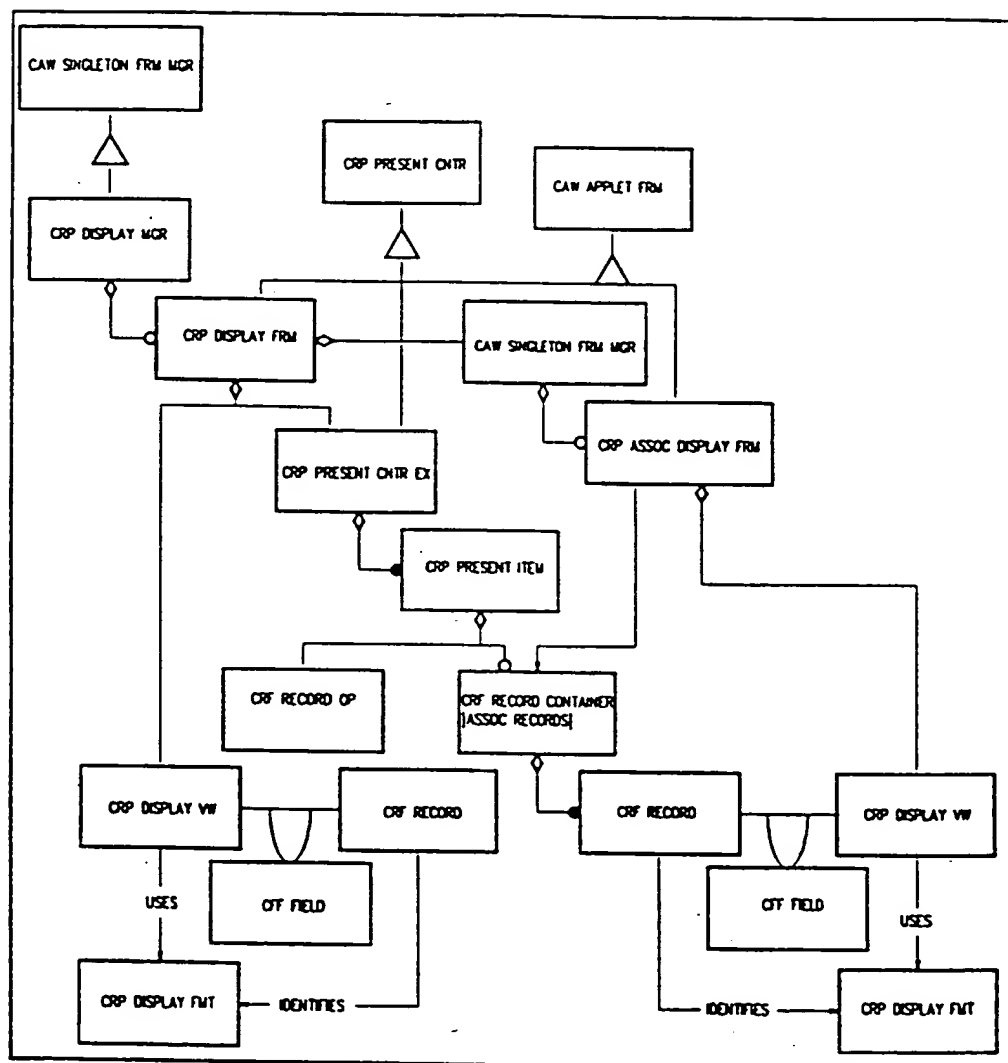 CAW SINGLETON FRM MGR
CRP PRESENT CNTR
CAW APPLET FRM
CRP DISPLAY MGR
CRP DISPLAY FRM
CAW SINGLETON FRM MGR
CRP ASSOC DISPLAY FRM
CRP PRESENT CNTR EX
CRP PRESENT ITEM
CRF RECORD OP
CRF RECORD CONTAINER
]ASSOC RECORDS[
CRP DISPLAY VW
CRF RECORD
CRF RECORD
CRP DISPLAY VW
CFF FIELD
CFF FIELD
USES
USES
CRP DISPLAY FMT
IDENTIFIES
IDENTIFIES
CRP DISPLAY FMT